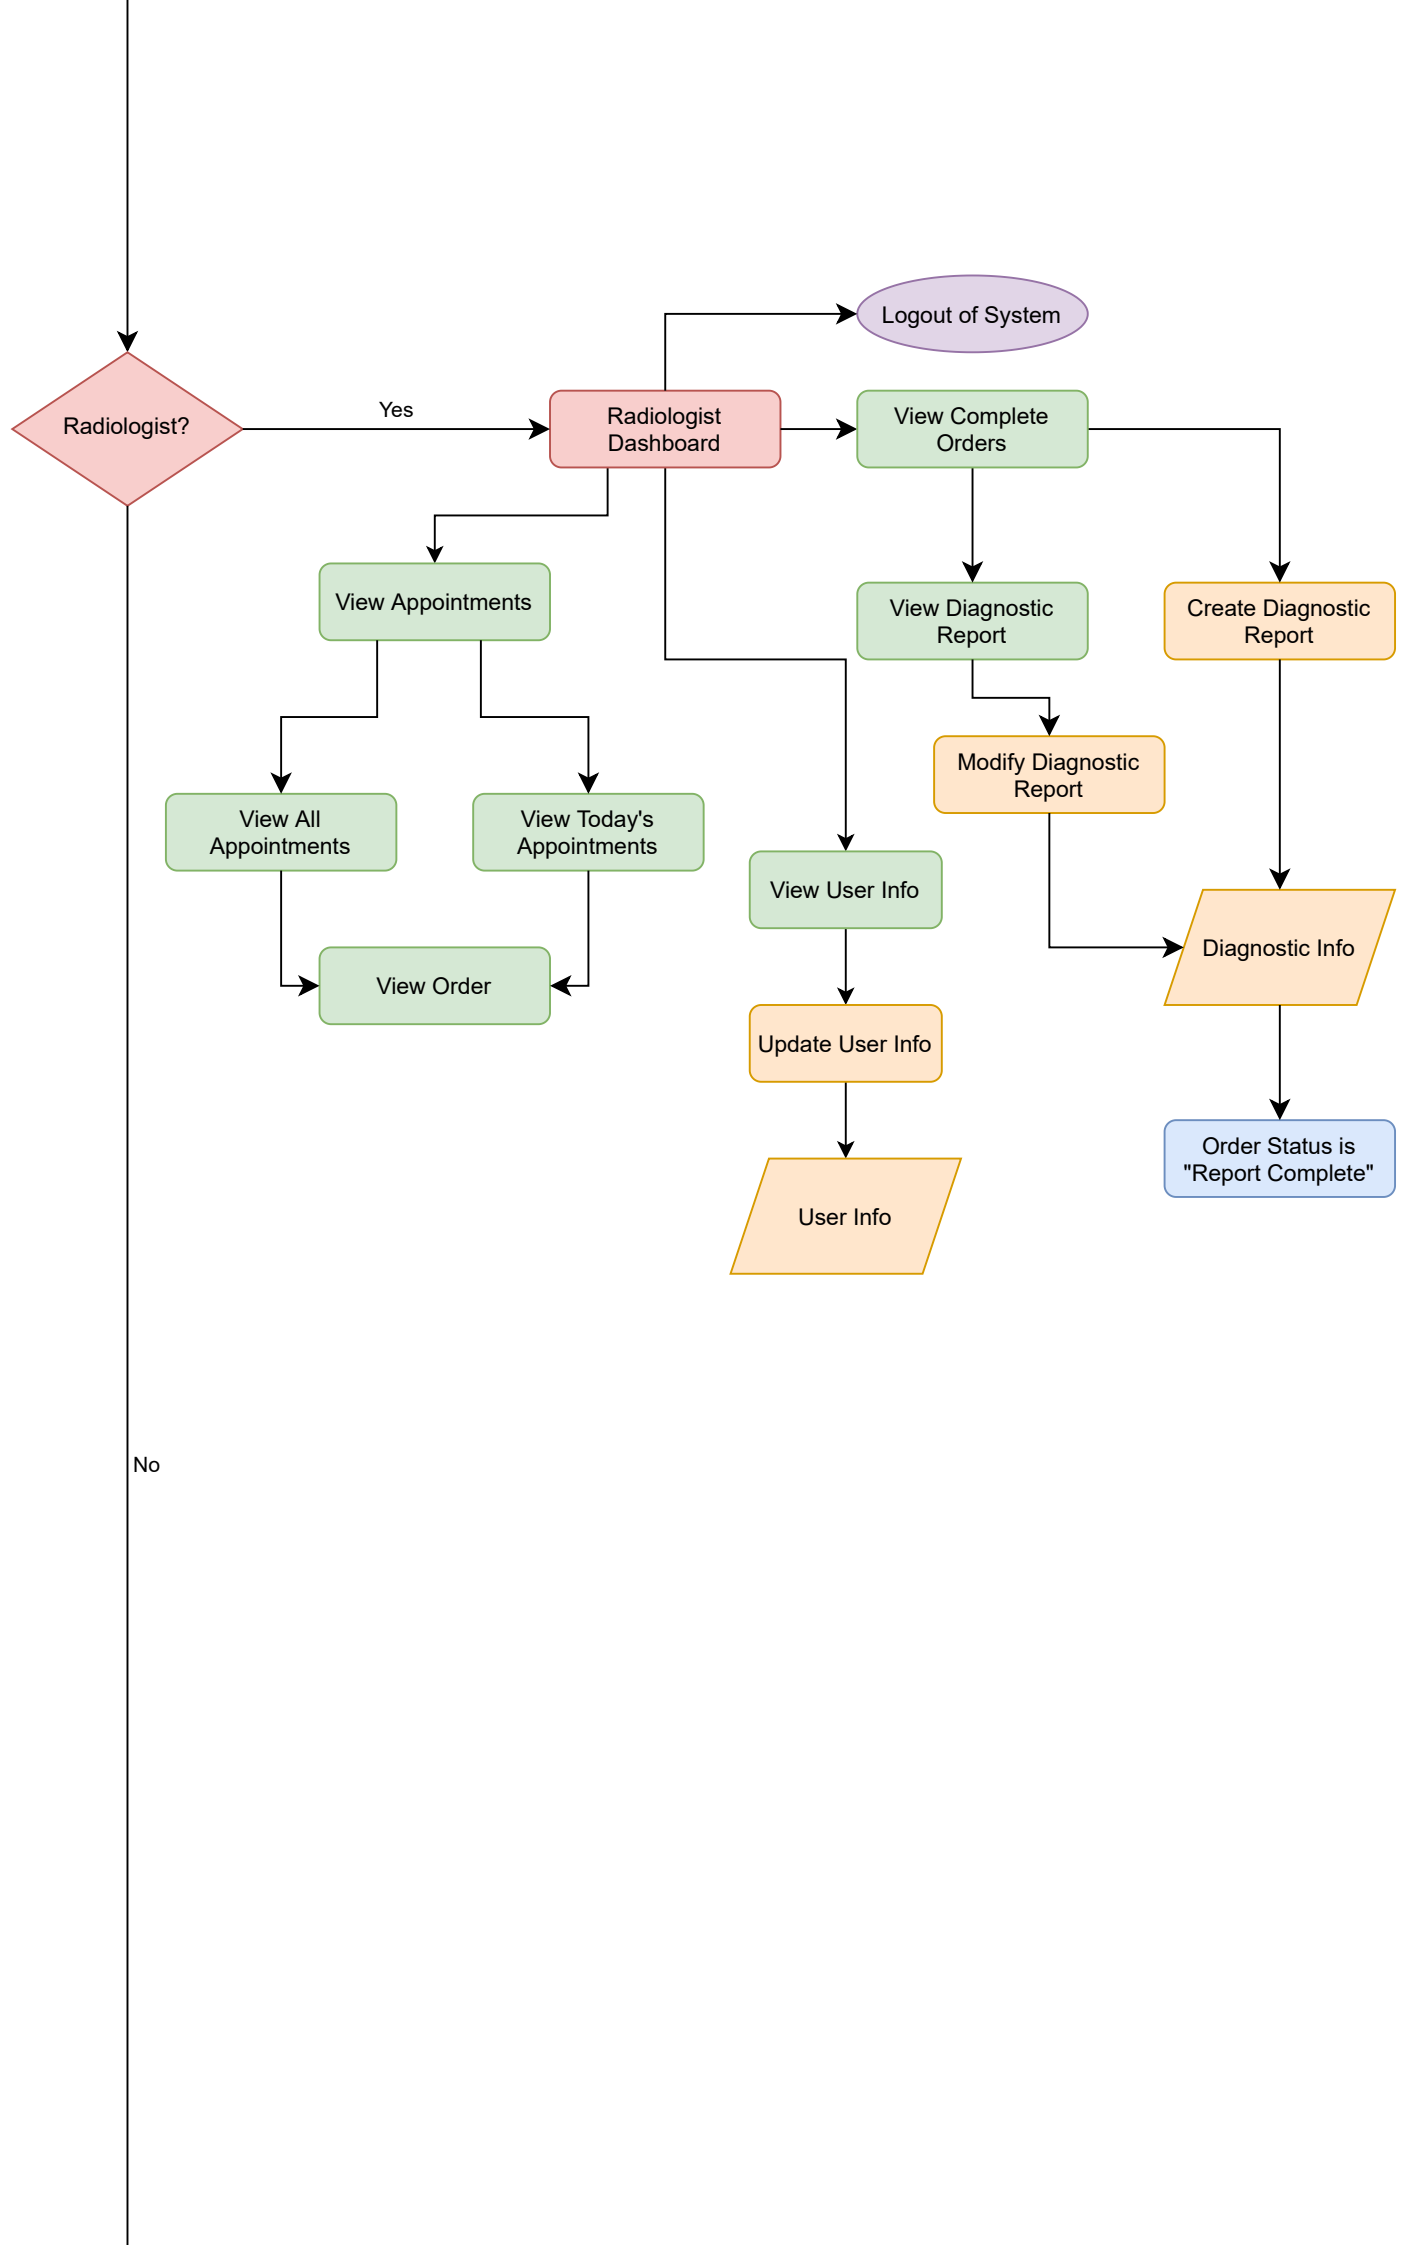 Logout of System
Radiologist?
Yes
Radiologist
Dashboard
View Complete
Orders
View Appointments
View Diagnostic
Report
Create Diagnostic
Report
Modify Diagnostic
Report
View All
Appointments
View Today's
Appointments
View User Info
Diagnostic Info
View Order
Update User Info
Order Status is
"Report Complete"
User Info
No